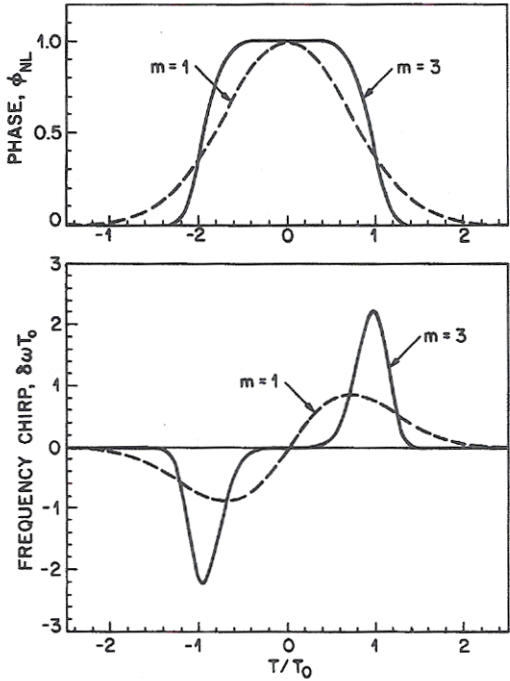 PHASE, ϕNL
1.0
0.5
0
m = 1
m = 3
-1 -2 0 1 2
FREQUENCY CHIRP, δωT₀
3
2
1
0
-1
-2
-3
m = 3
m = 1
-2 -1 0 1 2
T/T₀